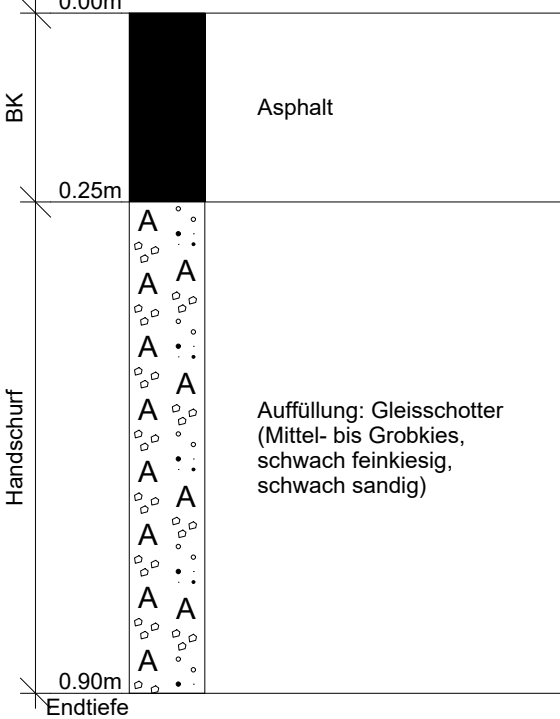 0.00m
BK
Asphalt
0.25m
A
A
A
A
A
A
A
Handschurf
Auffüllung: Gleisschotter
(Mittel- bis Grobkies,
schwach feinkiesig,
schwach sandig)
A
A
A
A
A
A
A
0.90m
Endtiefe